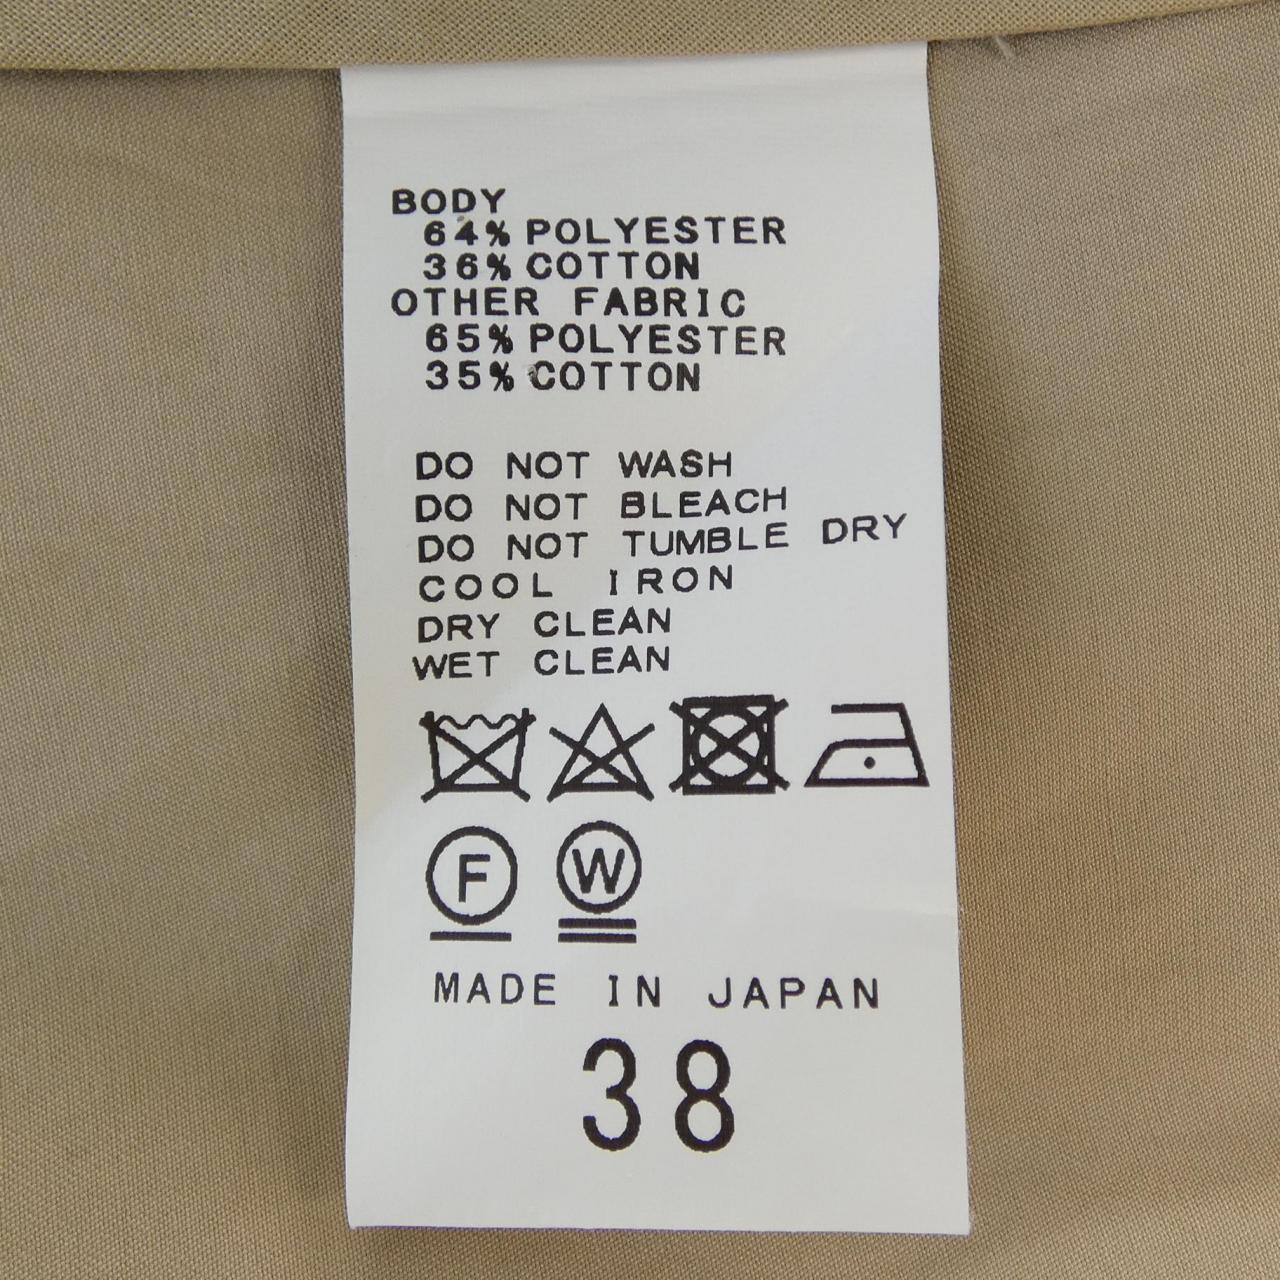 BODY
64% POLYESTER
36% COTTON
OTHER FABRIC
65% POLYESTER
35% COTTON
DO NOT WASH
DO NOT BLEACH
DO NOT TUMBLE DRY
COOL IRON
DRY CLEAN
WET CLEAN
F W
MADE IN JAPAN
38